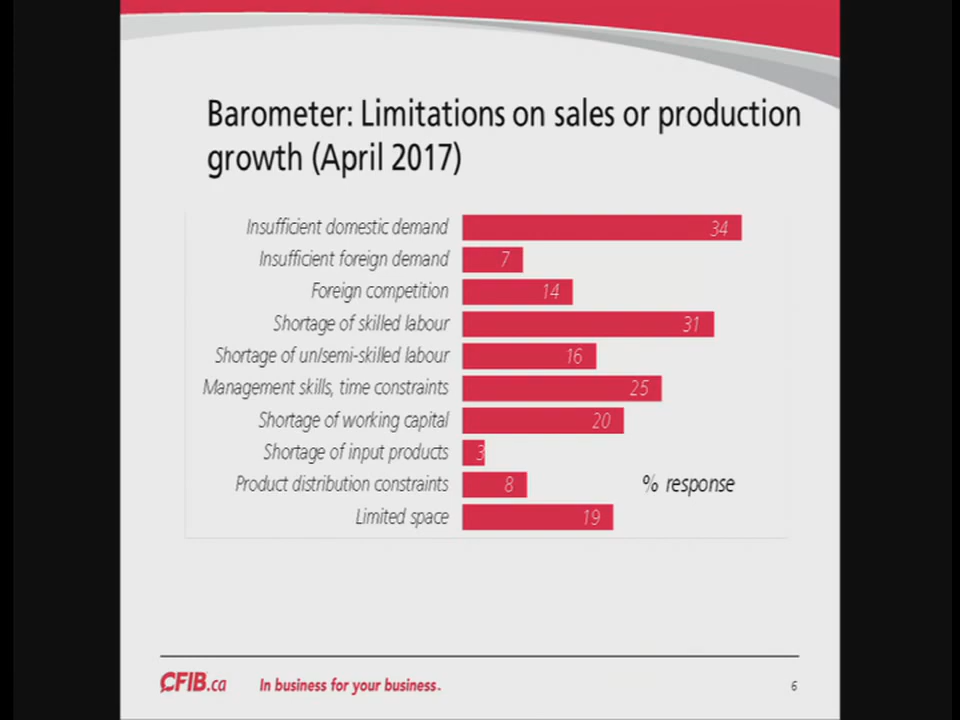 Barometer: Limitations on sales or production
growth (April 2017)
Insufficient domestic demand 34
Insufficient foreign demand 7
Foreign competition 14
Shortage of skilled labour 31
Shortage of un/semi-skilled labour 16
Management skills, time constraints 25
Shortage of working capital 20
Shortage of input products 3
Product distribution constraints 8
% response
Limited space 19
CFIB.ca In business for your business. 6